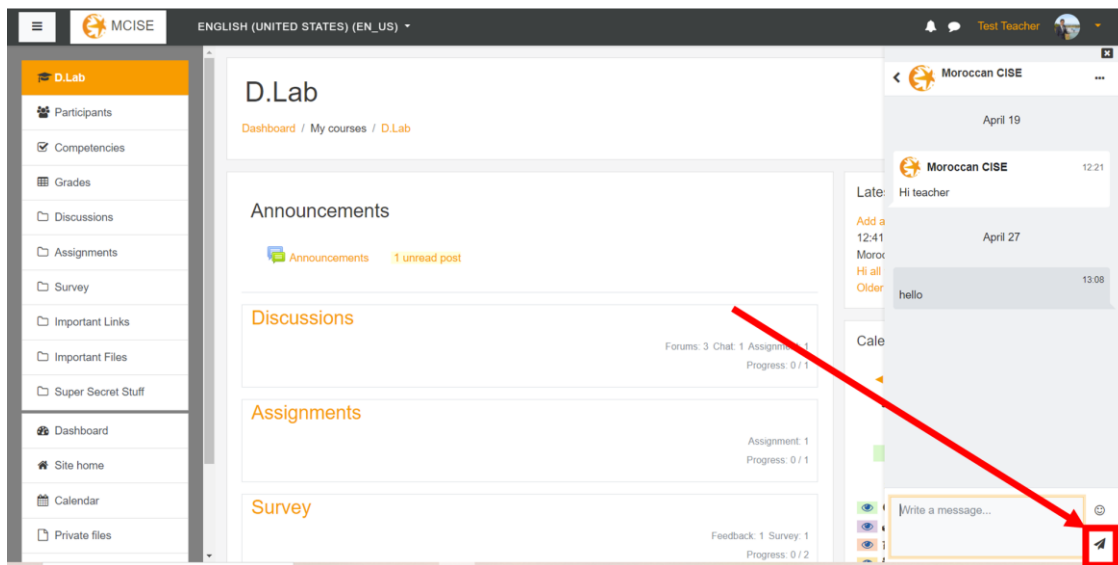 MCISE
ENGLISH (UNITED STATES) (EN_US)
Test Teacher
D.Lab
Participants
Competencies
Grades
Discussions
Assignments
Survey
Important Links
Important Files
Super Secret Stuff
Dashboard
Site home
Calendar
Private files
D.Lab
Dashboard / My courses / D.Lab
Announcements
Announcements 1 unread post
Discussions
Forums: 3 Chat: 1 Assignment: 1
Progress: 0 / 1
Assignments
Assignment: 1
Progress: 0 / 1
Survey
Feedback: 1 Survey: 1
Progress: 0 / 2
Late
Add a
12:41
Moroc
Hi all
Older
Cale
Moroccan CISE
April 19
Moroccan CISE 12:21
Hi teacher
April 27
13:08
hello
Write a message...